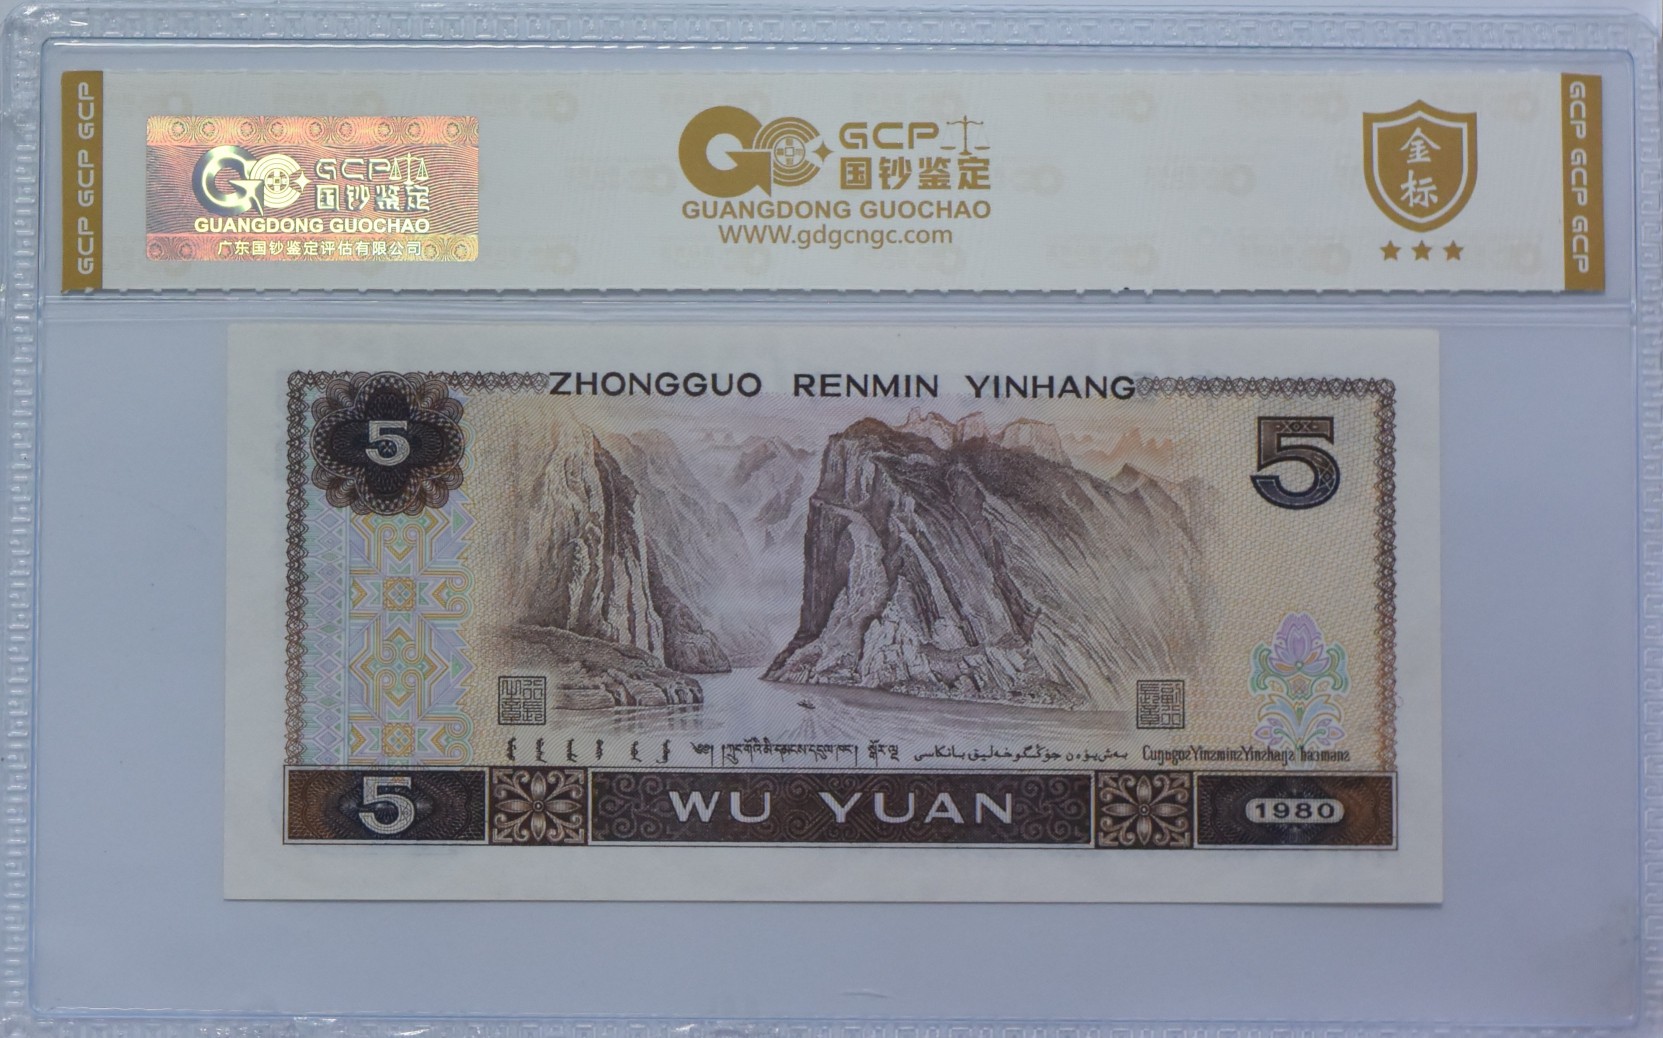 GCP GCP GCP
GCP
国钞鉴定
GUANGDONG GUOCHAO
广东国钞鉴定评估有限公司
GCP
国钞鉴定
GUANGDONG GUOCHAO
WWW.gdgcngc.com
金标
GCP GCP GCP
ZHONGGUO RENMIN YINHANG
5
5
5
WU YUAN
1980